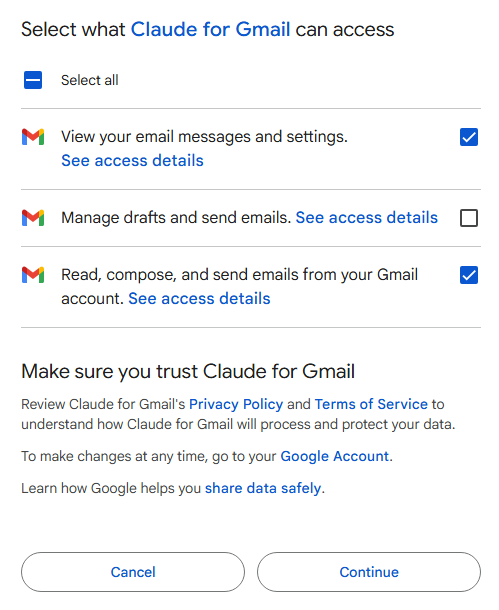 Select what Claude for Gmail can access
Select all
View your email messages and settings.
See access details
Manage drafts and send emails. See access details
Read, compose, and send emails from your Gmail
account. See access details
Make sure you trust Claude for Gmail
Review Claude for Gmail's Privacy Policy and Terms of Service to
understand how Claude for Gmail will process and protect your data.
To make changes at any time, go to your Google Account.
Learn how Google helps you share data safely.
Cancel
Continue